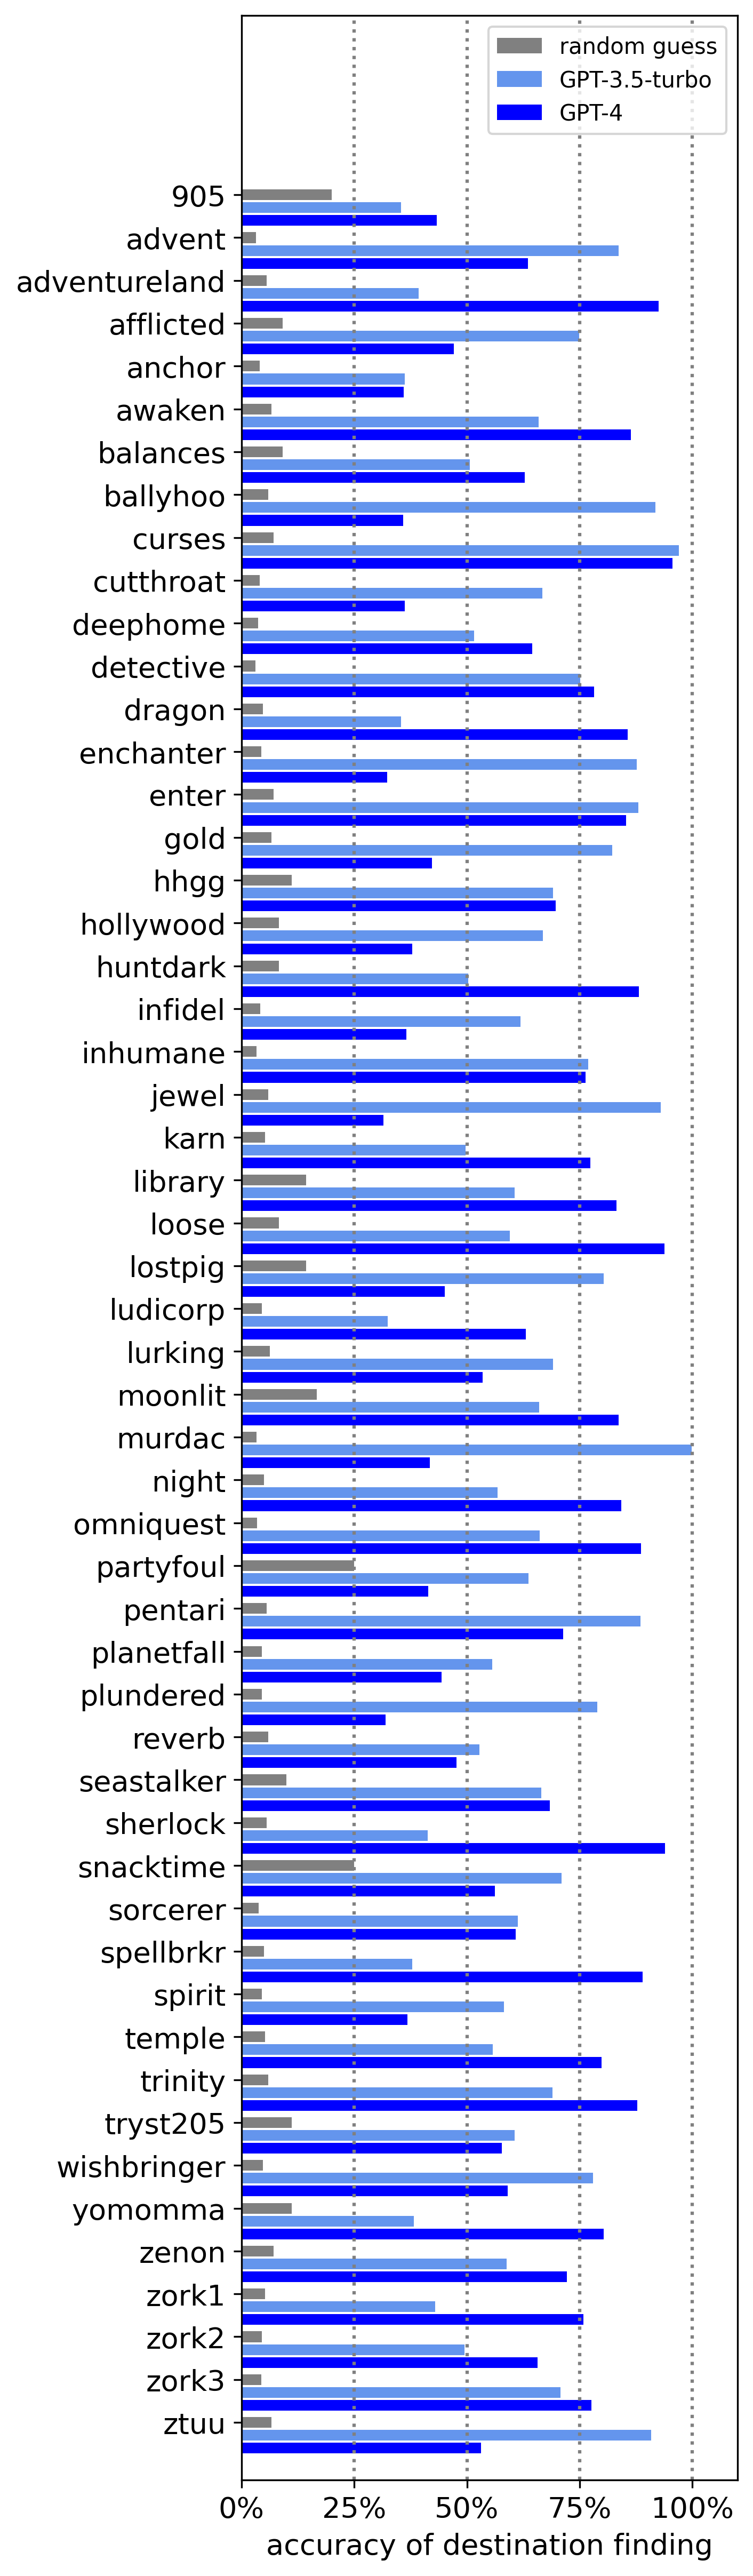 random guess
GPT-3.5-turbo
GPT-4
905
advent
adventureland
afflicted
anchor
awaken
balances
ballyhoo
curses
cutthroat
deephome
detective
dragon
enchanter
enter
gold
hhgg
hollywood
huntdark
infidel
inhumane
jewel
karn
library
loose
lostpig
ludicorp
lurking
moonlit
murdac
night
omniquest
partyfoul
pentari
planetfall
plundered
reverb
seastalker
sherlock
snacktime
sorcerer
spellbrkr
spirit
temple
trinity
tryst205
wishbringer
yomomma
zenon
zork1
zork2
zork3
ztuu
0% 25% 50% 75% 100%
accuracy of destination finding